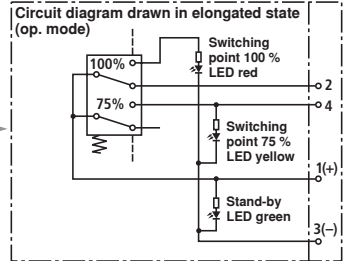 Circuit diagram drawn in elongated state
(op. mode)
100%
Switching
point 100 %
LED red
2
75%
4
Switching
point 75 %
LED yellow
1(+)
Stand-by
LED green
3(–)